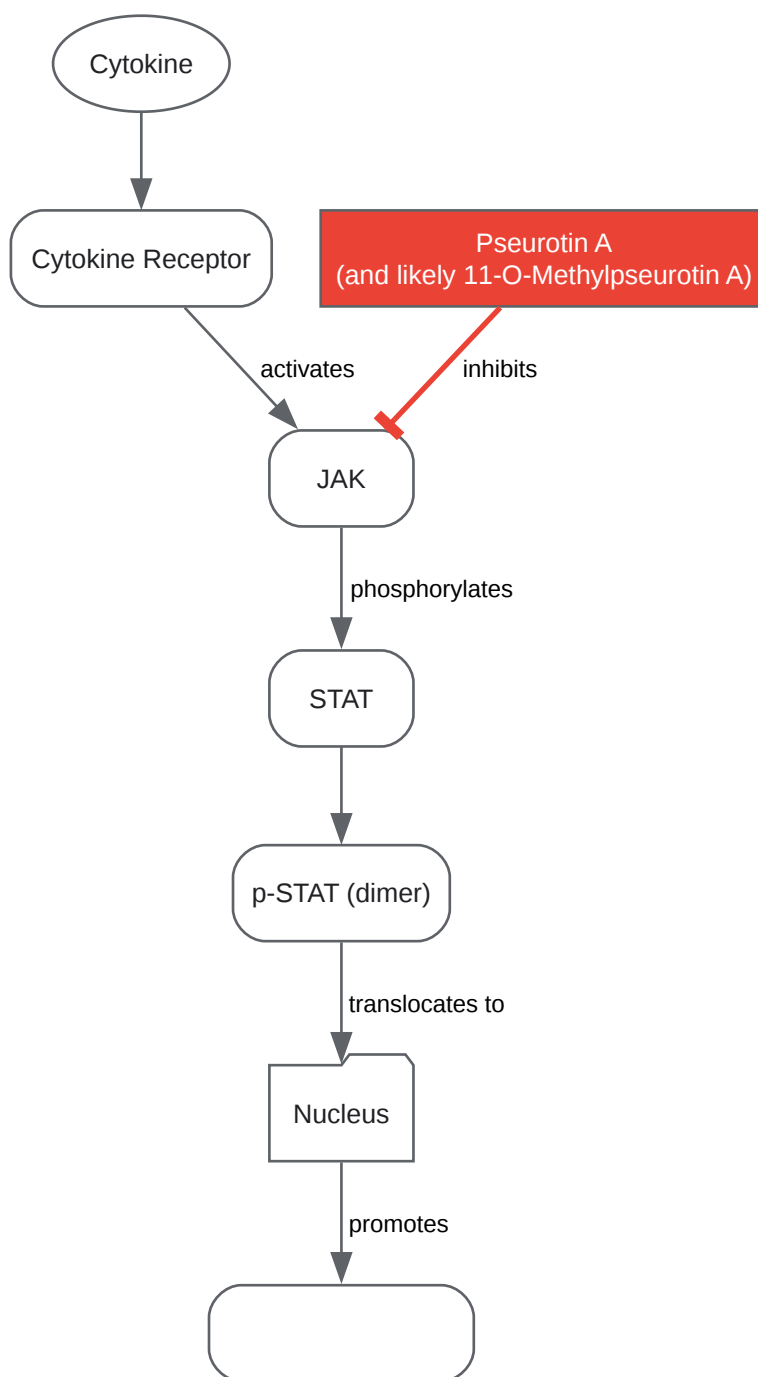 Cytokine
Cytokine Receptor
Pseurotin A
(and likely 11-O-Methylpseurotin A)
activates
inhibits
JAK
phosphorylates
STAT
p-STAT (dimer)
translocates to
Nucleus
promotes